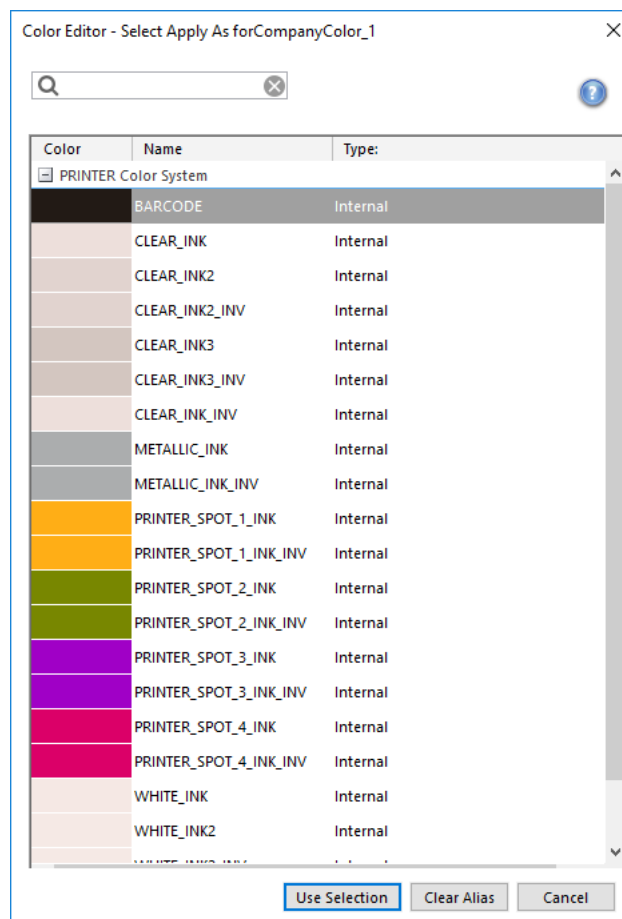 Color Editor - Select Apply As forCompanyColor_1
Color Name Type:
PRINTER Color System
BARCODE Internal
CLEAR_INK Internal
CLEAR_INK2 Internal
CLEAR_INK2_INV Internal
CLEAR_INK3 Internal
CLEAR_INK3_INV Internal
CLEAR_INK_INV Internal
METALLIC_INK Internal
METALLIC_INK_INV Internal
PRINTER_SPOT_1_INK Internal
PRINTER_SPOT_1_INK_INV Internal
PRINTER_SPOT_2_INK Internal
PRINTER_SPOT_2_INK_INV Internal
PRINTER_SPOT_3_INK Internal
PRINTER_SPOT_3_INK_INV Internal
PRINTER_SPOT_4_INK Internal
PRINTER_SPOT_4_INK_INV Internal
WHITE_INK Internal
WHITE_INK2 Internal
Use Selection Clear Alias Cancel